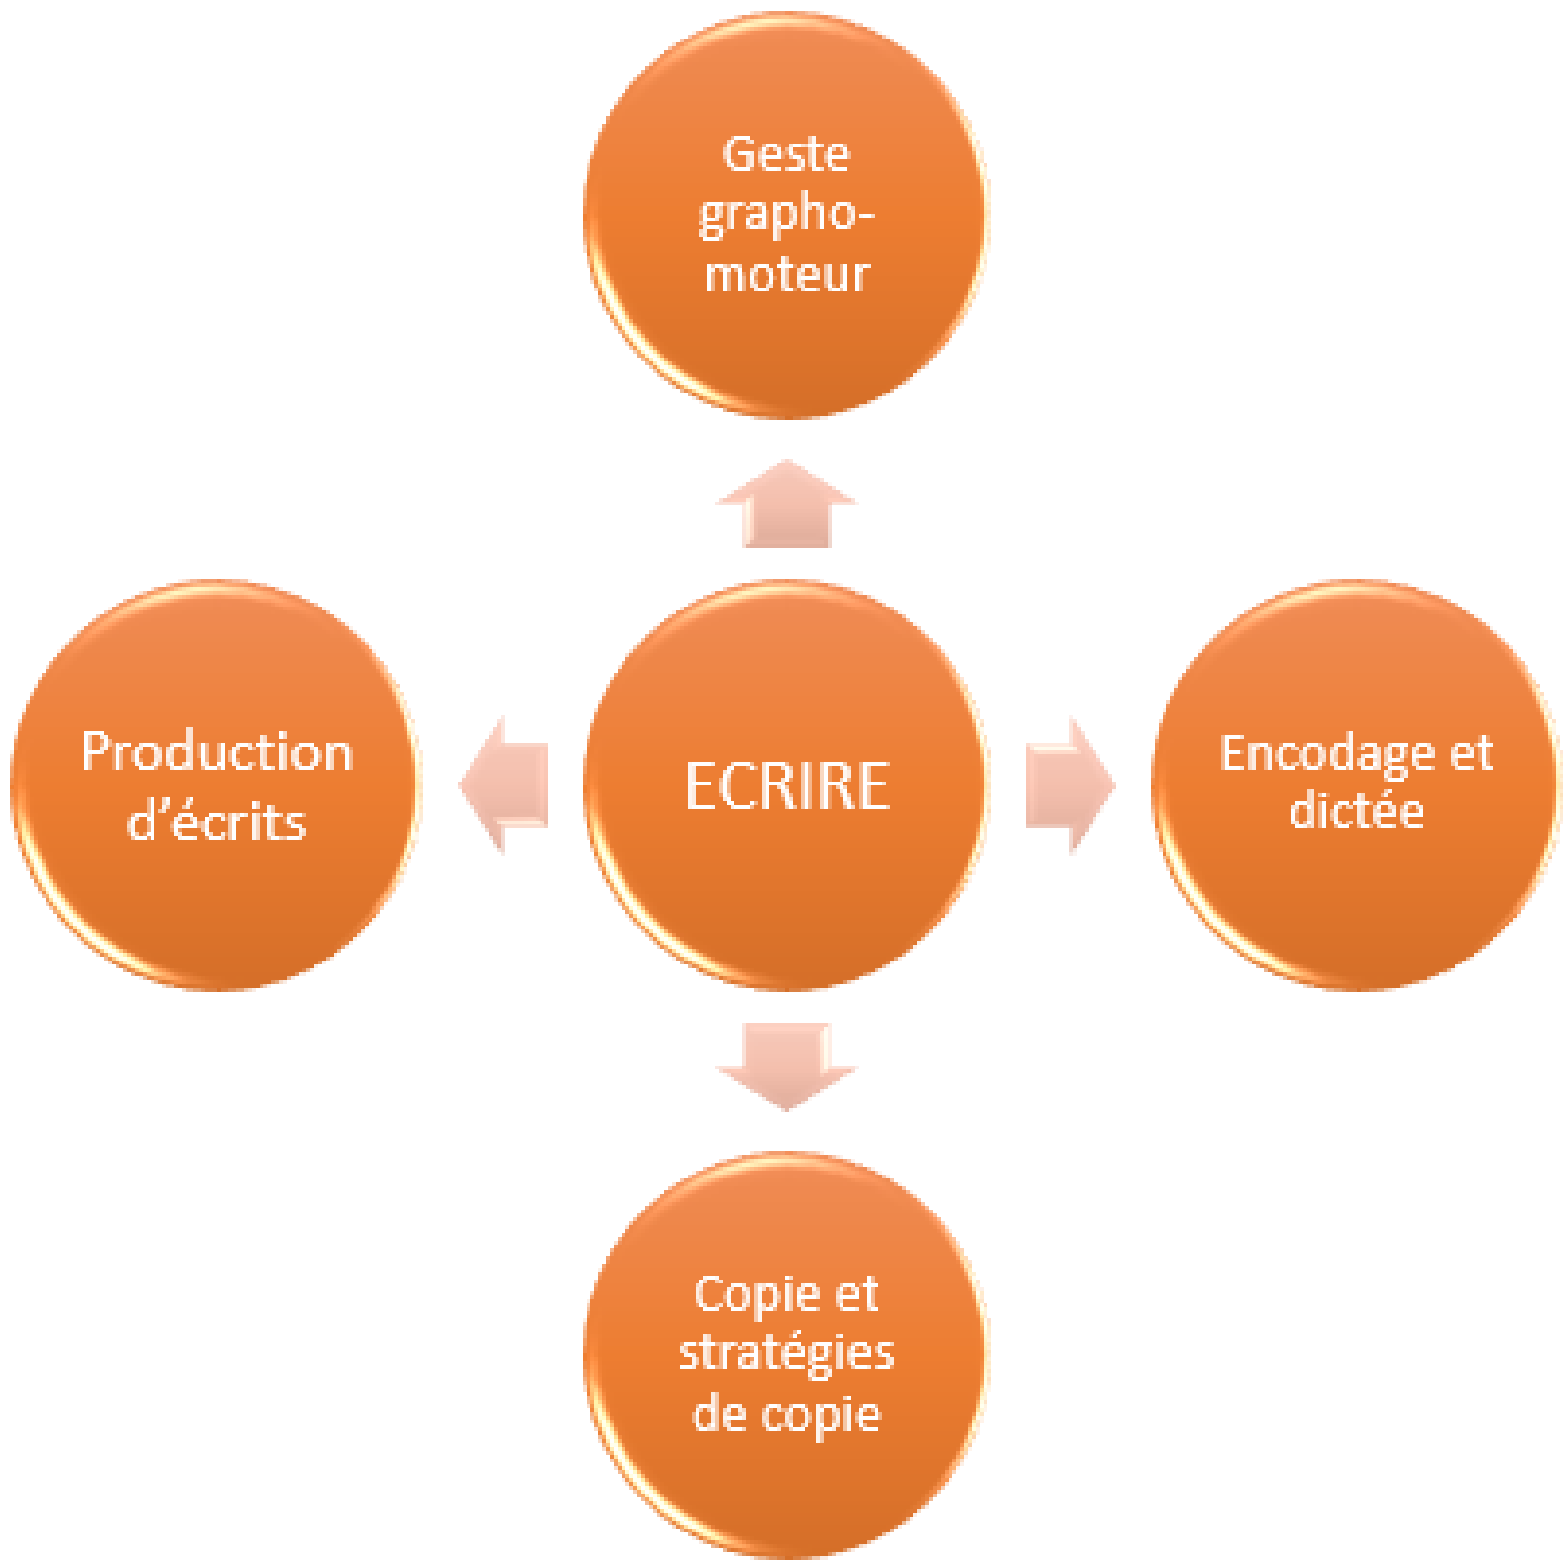 Geste
grapho-
moteur
Production
d'écrits
ECRIRE
Encodage et
dictée
Copie et
stratégies
de copie